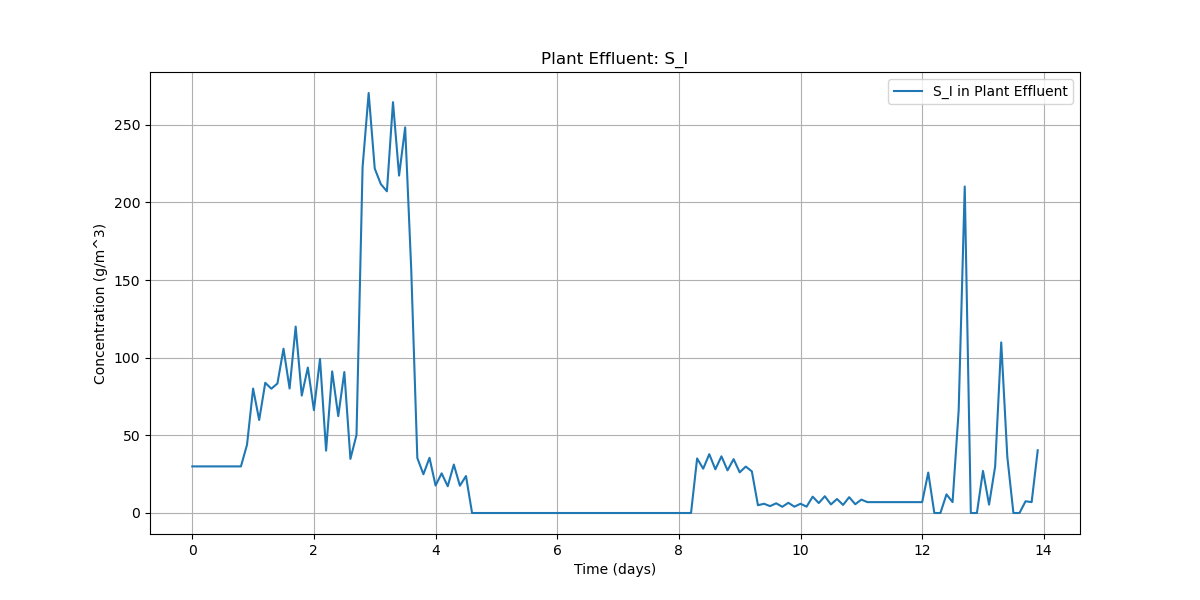 Plant Effluent: S_I
S_I in Plant Effluent
Concentration (g/m^3)
250
200
150
100
50
0
0 2 4 6 8 10 12 14
Time (days)